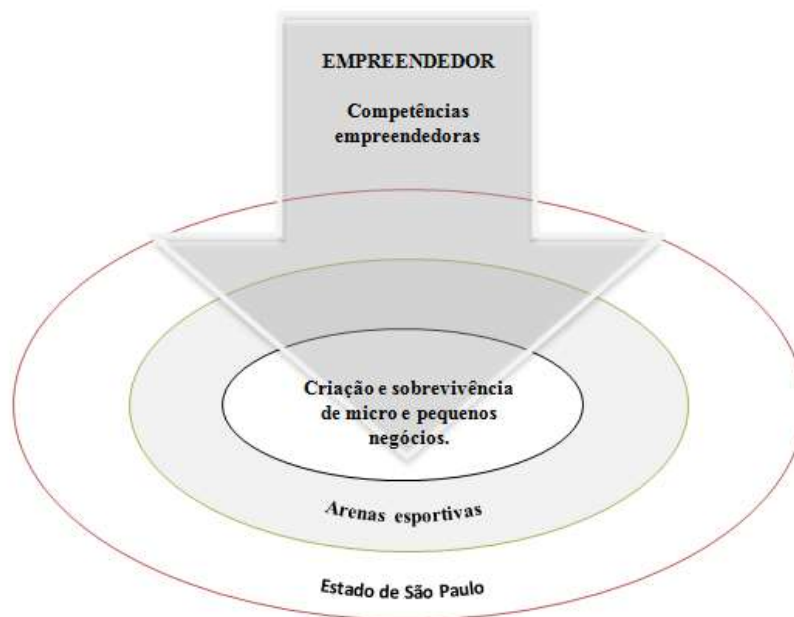 EMPREENDEDOR
Competências
empreendedoras
Criação e sobrevivência
de micro e pequenos
negócios.
Arenas esportivas
Estado de São Paulo